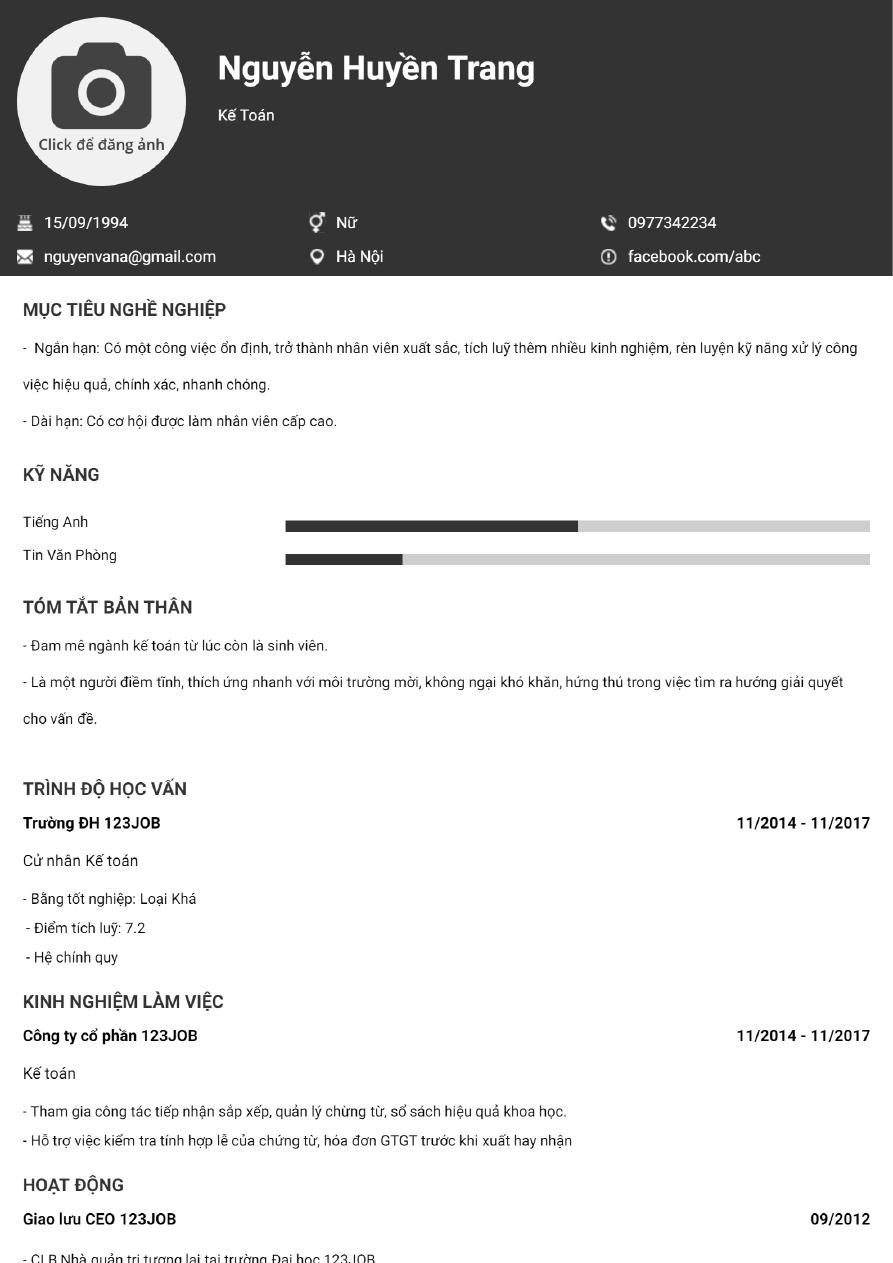 Click để đăng ảnh
Nguyễn Huyền Trang
Kế Toán
15/09/1994
Nữ
0977342234
nguyenvana@gmail.com
Hà Nội
facebook.com/abc
MỤC TIÊU NGHỀ NGHIỆP
- Ngắn hạn: Có một công việc ổn định, trở thành nhân viên xuất sắc, tích luỹ thêm nhiều kinh nghiệm, rèn luyện kỹ năng xử lý công
việc hiệu quả, chính xác, nhanh chóng.
- Dài hạn: Có cơ hội được làm nhân viên cấp cao.
KỸ NĂNG
Tiếng Anh
Tin Văn Phòng
TÓM TẮT BẢN THÂN
- Đam mê ngành kế toán từ lúc còn là sinh viên.
- Là một người điềm tĩnh, thích ứng nhanh với môi trường mời, không ngại khó khăn, hứng thú trong việc tìm ra hướng giải quyết
cho vấn đề.
TRÌNH ĐỘ HỌC VẤN
Trường ĐH 123JOB
11/2014 - 11/2017
Cử nhân Kế toán
- Bằng tốt nghiệp: Loại Khá
- Điểm tích luỹ: 7.2
- Hệ chính quy
KINH NGHIỆM LÀM VIỆC
Công ty cổ phần 123JOB
11/2014 - 11/2017
Kế toán
- Tham gia công tác tiếp nhận sắp xếp, quản lý chừng từ, sổ sách hiệu quả khoa học.
- Hỗ trợ việc kiểm tra tính hợp lễ của chứng từ, hóa đơn GTGT trước khi xuất hay nhận
HOẠT ĐỘNG
Giao lưu CEO 123JOB
09/2012
- CLB Nhà quản trị tương lai tại trường Đại học 123JOB